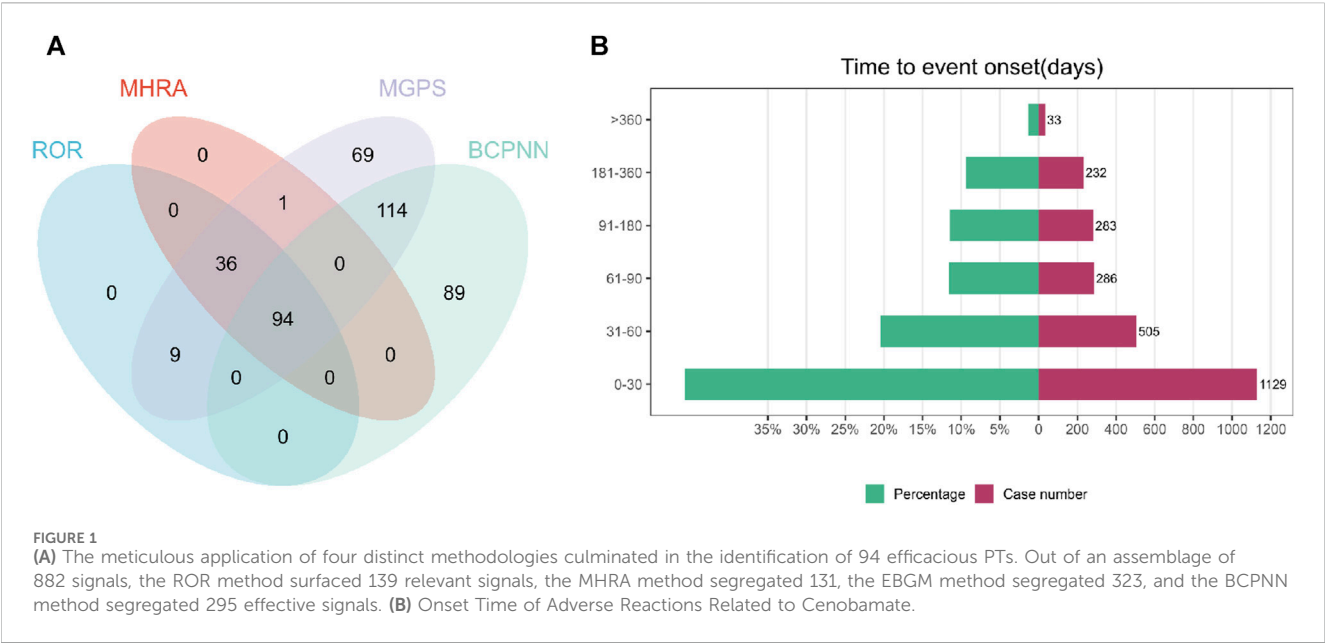 A
MHRA
MGPS
ROR
BCPNN
0
69
0
1
114
36
0
0
94
89
9
0
0
0
0
B
Time to event onset(days)
>360
33
181-360
232
91-180
283
61-90
286
31-60
505
0-30
1129
35% 30% 25% 20% 15% 10% 5% 0 200 400 600 800 1000 1200
Percentage
Case number
FIGURE 1
(A) The meticulous application of four distinct methodologies culminated in the identification of 94 efficacious PTs. Out of an assemblage of
882 signals, the ROR method surfaced 139 relevant signals, the MHRA method segregated 131, the EBGM method segregated 323, and the BCPNN
method segregated 295 effective signals. (B) Onset Time of Adverse Reactions Related to Cenobamate.